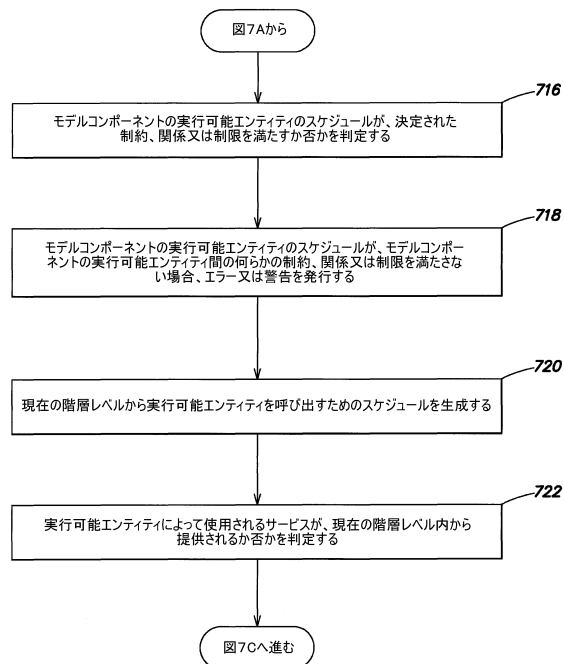 図7Aから
716
モデルコンポーネントの実行可能エンティティのスケジュールが、決定された
制約、関係又は制限を満たすか否かを判定する
718
モデルコンポーネントの実行可能エンティティのスケジュールが、モデルコンポー
ネントの実行可能エンティティ間の何らかの制約、関係又は制限を満たさな
い場合、エラー又は警告を発行する
720
現在の階層レベルから実行可能エンティティを呼び出すためのスケジュールを生成する
722
実行可能エンティティによって使用されるサービスが、現在の階層レベル内から
提供されるか否かを判定する
図7Cへ進む